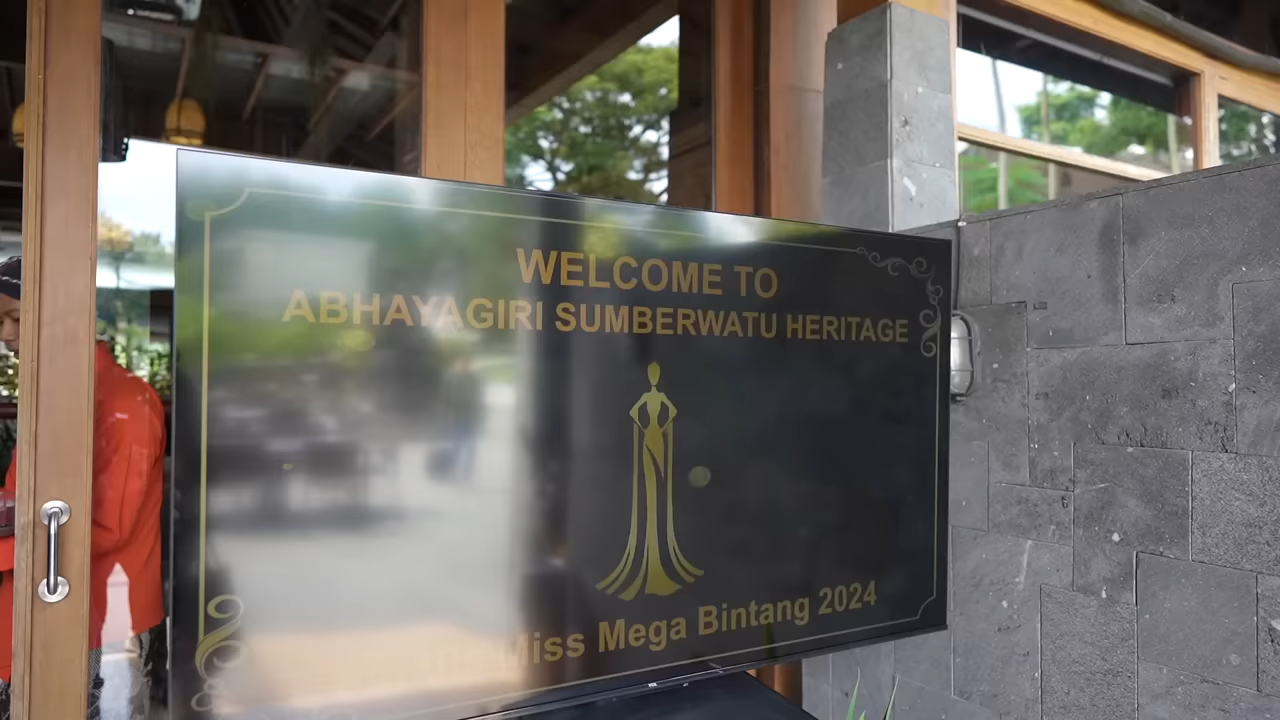 WELCOME TO
ABHAYAGIRI SUMBERWATU HERITAGE
Miss Mega Bintang 2024